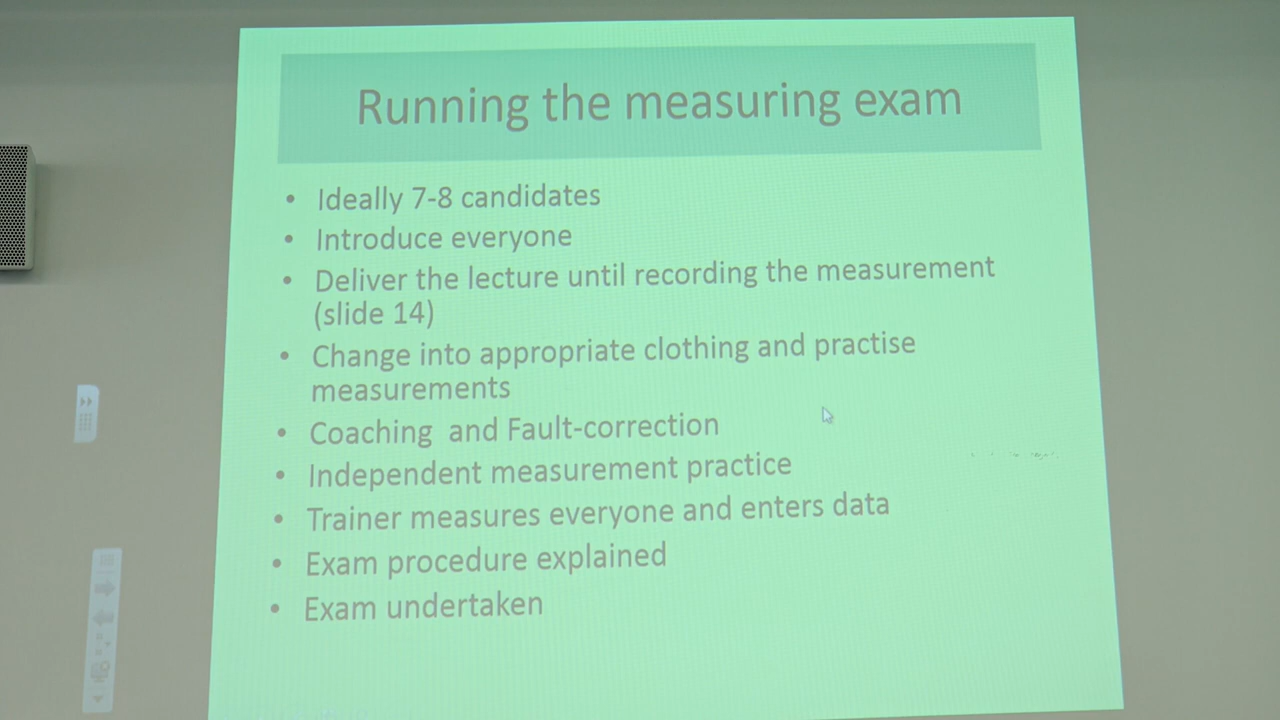 Running the measuring exam
• Ideally 7-8 candidates
• Introduce everyone
• Deliver the lecture until recording the measurement
(slide 14)
• Change into appropriate clothing and practise
measurements
• Coaching and Fault-correction
• Independent measurement practice
• Trainer measures everyone and enters data
• Exam procedure explained
• Exam undertaken